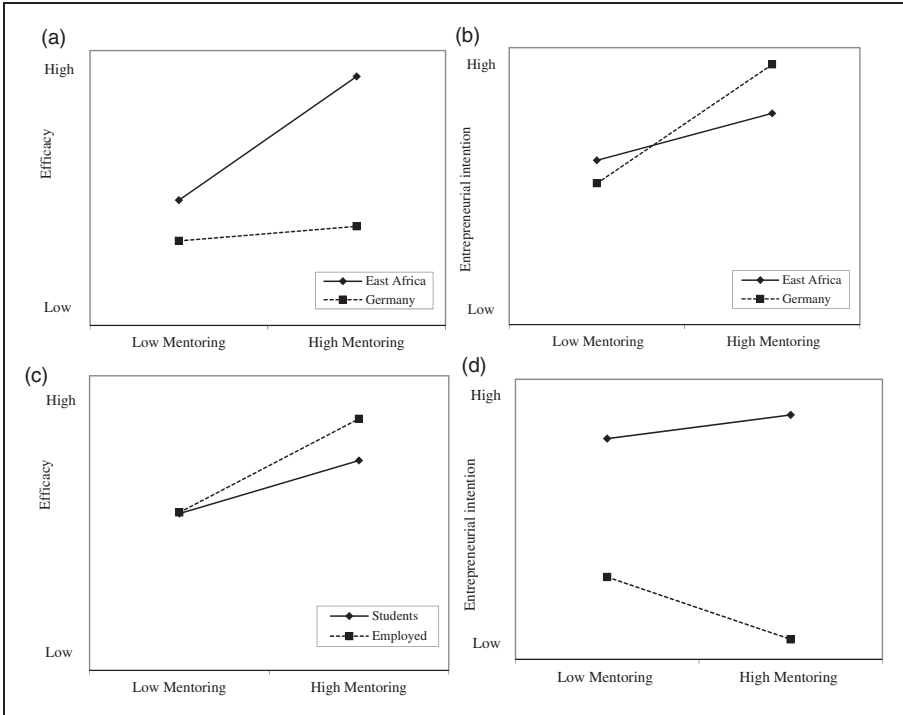 (a)
High
Efficacy
Low
East Africa
Germany
Low Mentoring High Mentoring
(b)
High
Entrepreneurial intention
Low
East Africa
Germany
Low Mentoring High Mentoring
(c)
High
Efficacy
Low
Students
Employed
Low Mentoring High Mentoring
(d)
High
Entrepreneurial intention
Low
Low Mentoring High Mentoring